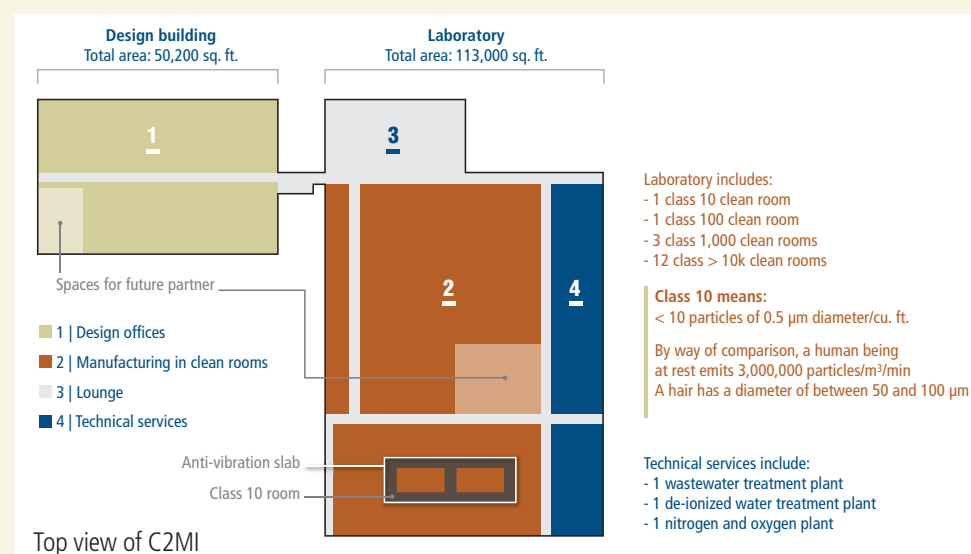 Design building
Total area: 50,200 sq. ft.
Laboratory
Total area: 113,000 sq. ft.
1
3
2
4
Spaces for future partner
1 | Design offices
2 | Manufacturing in clean rooms
3 | Lounge
4 | Technical services
Anti-vibration slab
Class 10 room
Top view of C2MI
Laboratory includes:
- 1 class 10 clean room
- 1 class 100 clean room
- 3 class 1,000 clean rooms
- 12 class > 10k clean rooms
Class 10 means:
< 10 particles of 0.5 µm diameter/cu. ft.
By way of comparison, a human being
at rest emits 3,000,000 particles/m³/min
A hair has a diameter of between 50 and 100 µm
Technical services include:
- 1 wastewater treatment plant
- 1 de-ionized water treatment plant
- 1 nitrogen and oxygen plant